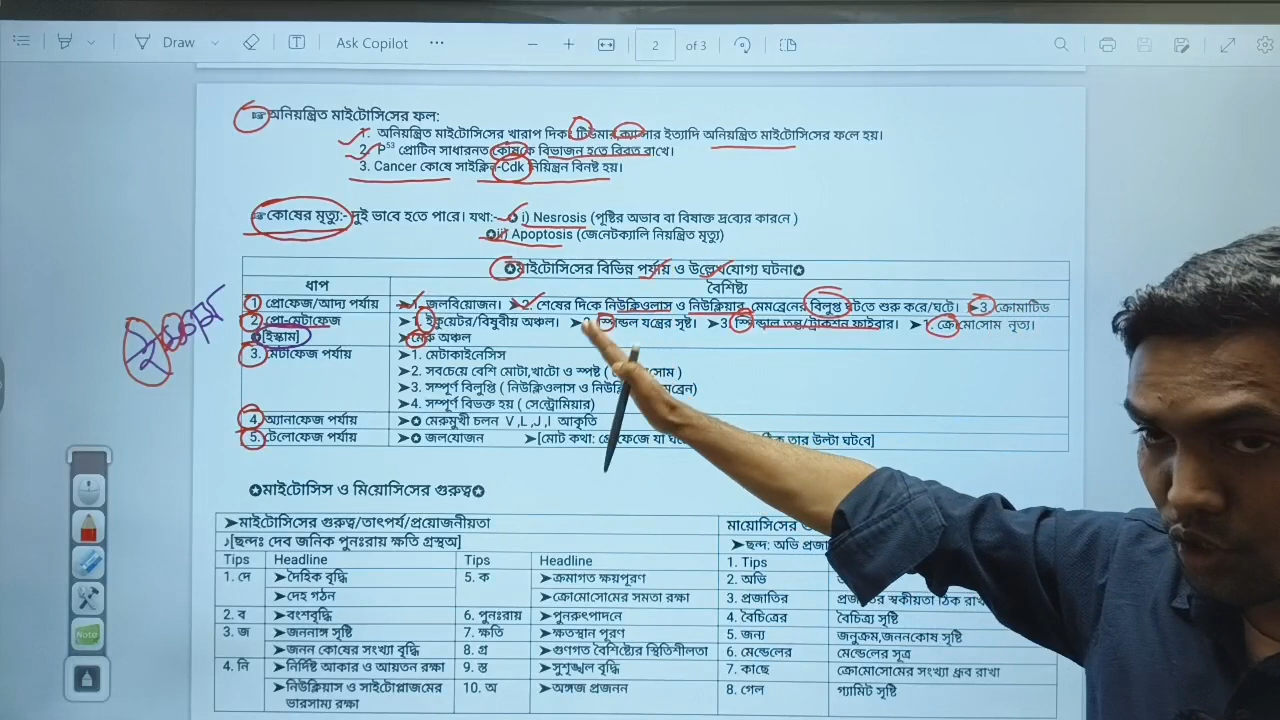 Draw
Ask Copilot
2 of 3
অনিয়ন্ত্রিত মাইটোসিসের ফল:
1. অনিয়ন্ত্রিত মাইটোসিসের খারাপ দিক: টিউমার, ক্যান্সার ইত্যাদি অনিয়ন্ত্রিত মাইটোসিসের ফলে হয়।
2. P53 প্রোটিন সাধারনত কোষকে বিভাজন হতে বিরত রাখে।
3. Cancer কোষে সাইক্লিন-Cdk নিয়িন্ত্রন বিনষ্ট হয়।
কোষের মৃত্যু:- দুই ভাবে হতে পারে। যথা:- ✪ i) Nesrosis (পূষ্টির অভাব বা বিষাক্ত দ্রব্যের কারনে )
✪ii) Apoptosis (জেনেটক্যালি নিয়ন্ত্রিত মৃত্যু)
✪মাইটোসিসের বিভিন্ন পর্যায় ও উল্লেখযোগ্য ঘটনা✪
ধাপ বৈশিষ্ট্য
1 প্রোফেজ/আদ্য পর্যায় ➤1. জলবিয়োজন। ➤2. শেষের দিকে নিউক্লিওলাস ও নিউক্লিয়ার মেমব্রেনের বিলুপ্ত ঘটতে শুরু করে/ঘটে। ➤3 ক্রোমাটিড
2 প্রো-মেটাফেজ ➤1. ইকুয়েটর/বিষুবীয় অঞ্চল। ➤2. স্পিন্ডল যন্ত্রের সৃষ্ট। ➤3. স্পিন্ডাল তন্তু/ট্রাকশন ফাইবার। ➤ ক্রোমোসোম নৃত্য।
[ইস্কাম] ➤মেরু অঞ্চল
3. মেটাফেজ পর্যায় ➤1. মেটাকাইনেসিস
➤2. সবচেয়ে বেশি মোটা,খাটো ও স্পষ্ট (
➤3. সম্পূর্ণ বিলুপ্তি ( নিউক্লিওলাস ও
➤4. সম্পূর্ণ বিভক্ত হয় ( সেন্ট্রোমিয়ার)
4 অ্যানাফেজ পর্যায় ➤✪ মেরুমুখী চলন V ,L ,J ,I আকৃতি
5. টেলোফেজ পর্যায় ➤✪ জলযোজন ➤[মোট কথা: তার উল্টা ঘটবে]
✪মাইটোসিস ও মিয়োসিসের গুরুত্ব✪
➤মাইটোসিসের গুরুত্ব/তাৎপর্য/প্রয়োজনীয়তা মায়োসিসের
♪[ছন্দঃ দেব জনিক পুনঃরায় ক্ষতি গ্রস্থঅ] ➤ছন্দ: অভি
Tips Headline Tips Headline 1. Tips
1. দে ➤দৈহিক বৃদ্ধি 5. ক ➤ক্রমাগত ক্ষয়পূরণ 2. অভি
➤দেহ গঠন ➤ক্রোমোসোমের সমতা রক্ষা 3. প্রজাতির স্বকীয়তা ঠিক
2. ব ➤বংশবৃদ্ধি 6. পুনঃরায় ➤পুনরুৎপাদনে 4. বৈচিত্রের বৈচিত্র্য সৃষ্টি
3. জ ➤জননাঙ্গ সৃষ্টি 7. ক্ষতি ➤ক্ষতস্থান পূরণ 5. জন্য জনুক্রম,জননকোষ সৃষ্টি
➤জনন কোষের সংখ্যা বৃদ্ধি 8. গ্র ➤গুণগত বৈশিষ্ট্যের স্থিতিশীলতা 6. মেন্ডেলের মেন্ডেলের সূত্র
4. নি ➤নির্দিষ্ট আকার ও আয়তন রক্ষা 9. স্ত ➤সুশৃঙ্খল বৃদ্ধি 7. কাছে ক্রোমোসোমের সংখ্যা ধ্রুব রাখা
➤নিউক্লিয়াস ও সাইটোপ্লাজমের ভারসাম্য রক্ষা 10. অ ➤অঙ্গজ প্রজনন 8. গেল গ্যামিট সৃষ্টি
Note